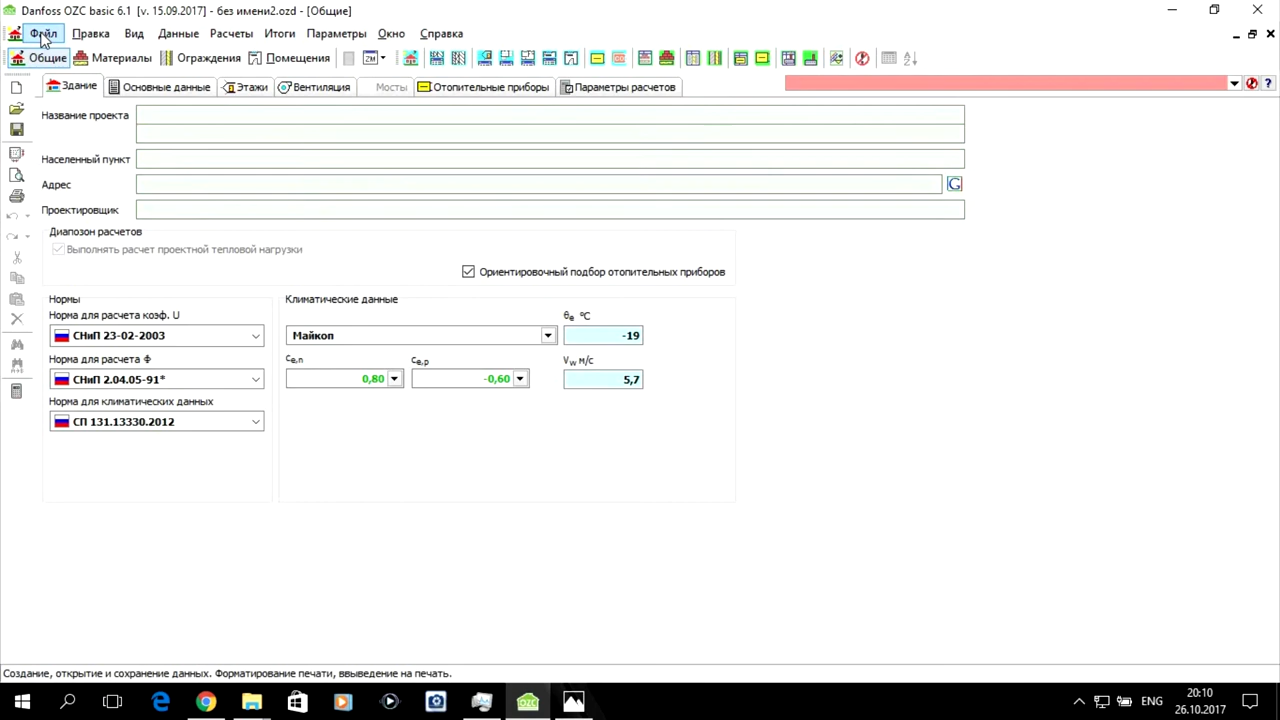 Danfoss OZC basic 6.1 [v. 15.09.2017] - без имени2.ozd - [Общие]
Файл Правка Вид Данные Расчеты Итоги Параметры Окно Справка
Общие Материалы Ограждения Помещения
Здание Основные данные Этажи Вентиляция Мосты Отопительные приборы Параметры расчетов
Название проекта
Населенный пункт
Адрес
Проектировщик
Диапозон расчетов
Выполнять расчет проектной тепловой нагрузки
Ориентировочный подбор отопительных приборов
Нормы
Норма для расчета коэф. U
СНиП 23-02-2003
Норма для расчета Ф
СНиП 2.04.05-91*
Норма для климатических данных
СП 131.13330.2012
Климатические данные
θe °C
Майкоп -19
ce,n ce,p Vw м/с
0,80 -0,60 5,7
Создание, открытие и сохранение данных. Форматирование печати, ввыведение на печать.
ENG 20:10
26.10.2017